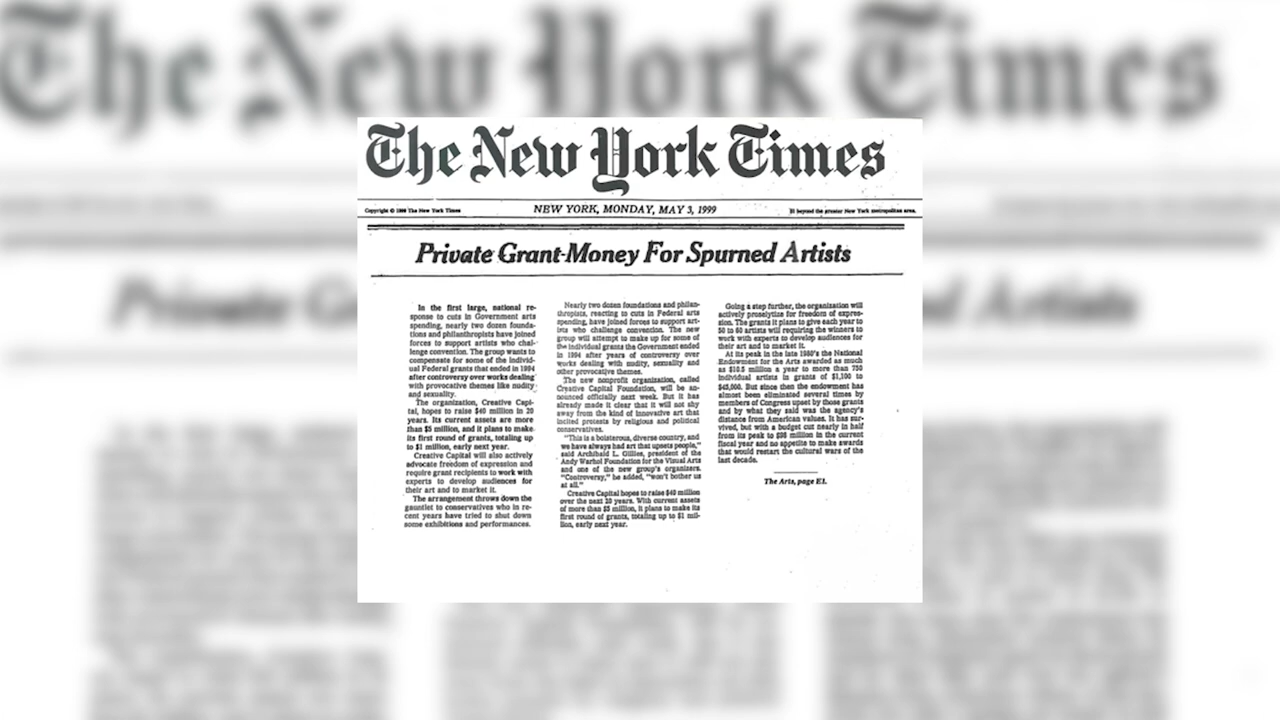 The New York Times
Copyright © 1999 The New York Times
NEW YORK, MONDAY, MAY 3, 1999
$1 beyond the greater New York metropolitan area.
Private Grant-Money For Spurned Artists
In the first large, national re-
sponse to cuts in Government arts
spending, nearly two dozen founda-
tions and philanthropists have joined
forces to support artists who chal-
lenge convention. The group wants to
compensate for some of the individ-
ual Federal grants that ended in 1994
after controversy over works dealing
with provocative themes like nudity
and sexuality.
The organization, Creative Capi-
tal, hopes to raise $40 million in 20
years. Its current assets are more
than $5 million, and it plans to make
its first round of grants, totaling up
to $1 million, early next year.
Creative Capital will also actively
advocate freedom of expression and
require grant recipients to work with
experts to develop audiences for
their art and to market it.
The arrangement throws down the
gauntlet to conservatives who in re-
cent years have tried to shut down
some exhibitions and performances.
Nearly two dozen foundations and philan-
thropists, reacting to cuts in Federal arts
spending, have joined forces to support art-
ists who challenge convention. The new
group will attempt to make up for some of
the individual grants the Government ended
in 1994 after years of controversy over
works dealing with nudity, sexuality and
other provocative themes.
The new nonprofit organization, called
Creative Capital Foundation, will be an-
nounced officially next week. But it has
already made it clear that it will not shy
away from the kind of innovative art that
incited protests by religious and political
conservatives.
"This is a boisterous, diverse country, and
we have always had art that upsets people,"
said Archibald L. Gillies, president of the
Andy Warhol Foundation for the Visual Arts
and one of the new group's organizers.
"Controversy," he added, "won't bother us
at all."
Creative Capital hopes to raise $40 million
over the next 20 years. With current assets
of more than $5 million, it plans to make its
first round of grants, totaling up to $1 mil-
lion, early next year.
Going a step further, the organization will
actively proselytize for freedom of expres-
sion. The grants it plans to give each year to
50 to 60 artists will requiring the winners to
work with experts to develop audiences for
their art and to market it.
At its peak in the late 1980's the National
Endowment for the Arts awarded as much
as $10.5 million a year to more than 750
individual artists in grants of $1,100 to
$45,000. But since then the endowment has
almost been eliminated several times by
members of Congress upset by those grants
and by what they said was the agency's
distance from American values. It has sur-
vived, but with a budget cut nearly in half
from its peak to $98 million in the current
fiscal year and no appetite to make awards
that would restart the cultural wars of the
last decade.
The Arts, page E1.